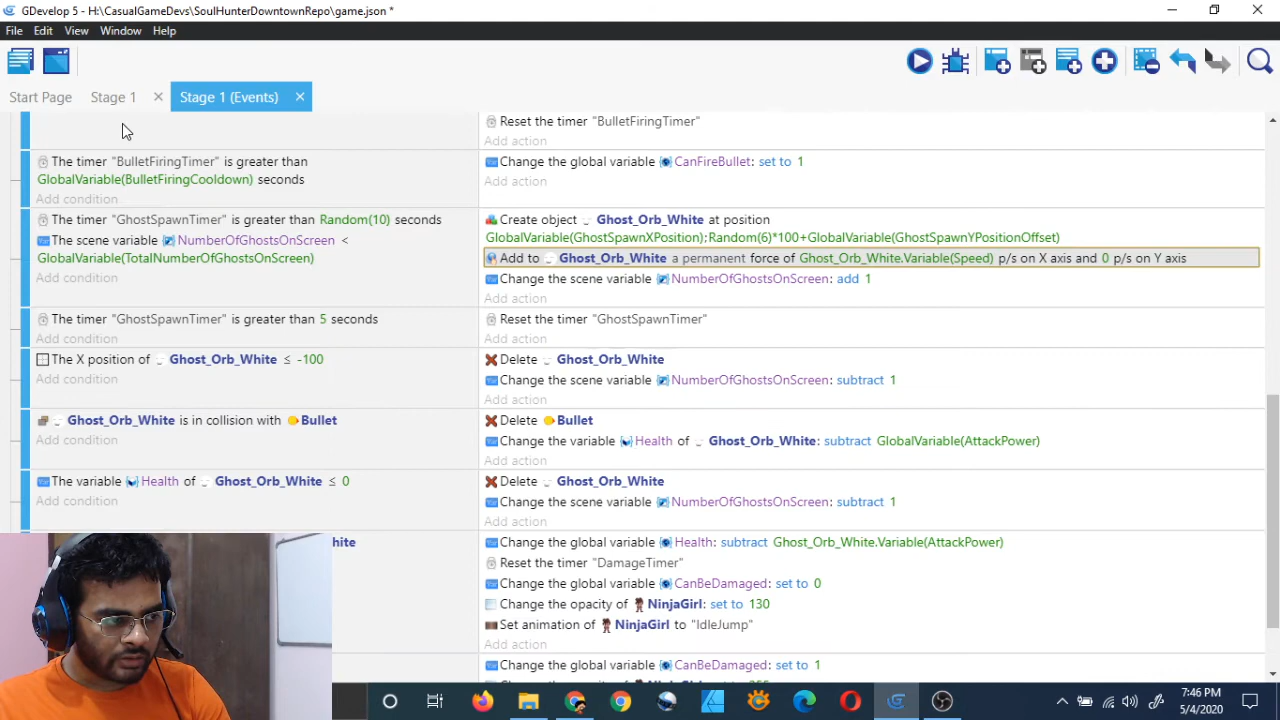 GDevelop 5 - H:\CasualGameDevs\SoulHunterDowntownRepo\game.json *
File Edit View Window Help
Start Page Stage 1 × Stage 1 (Events) ×
Reset the timer "BulletFiringTimer"
Add action
The timer "BulletFiringTimer" is greater than
GlobalVariable(BulletFiringCooldown) seconds
Add condition
Change the global variable CanFireBullet: set to 1
Add action
The timer "GhostSpawnTimer" is greater than Random(10) seconds
The scene variable NumberOfGhostsOnScreen <
GlobalVariable(TotalNumberOfGhostsOnScreen)
Add condition
Create object Ghost_Orb_White at position
GlobalVariable(GhostSpawnXPosition);Random(6)*100+GlobalVariable(GhostSpawnYPositionOffset)
Add to Ghost_Orb_White a permanent force of Ghost_Orb_White.Variable(Speed) p/s on X axis and 0 p/s on Y axis
Change the scene variable NumberOfGhostsOnScreen: add 1
Add action
The timer "GhostSpawnTimer" is greater than 5 seconds
Add condition
Reset the timer "GhostSpawnTimer"
Add action
The X position of Ghost_Orb_White ≤ -100
Add condition
Delete Ghost_Orb_White
Change the scene variable NumberOfGhostsOnScreen: subtract 1
Add action
Ghost_Orb_White is in collision with Bullet
Add condition
Delete Bullet
Change the variable Health of Ghost_Orb_White: subtract GlobalVariable(AttackPower)
Add action
The variable Health of Ghost_Orb_White ≤ 0
Add condition
Delete Ghost_Orb_White
Change the scene variable NumberOfGhostsOnScreen: subtract 1
Add action
hite
Change the global variable Health: subtract Ghost_Orb_White.Variable(AttackPower)
Reset the timer "DamageTimer"
Change the global variable CanBeDamaged: set to 0
Change the opacity of NinjaGirl: set to 130
Set animation of NinjaGirl to "IdleJump"
Add action
Change the global variable CanBeDamaged: set to 1
7:46 PM
5/4/2020